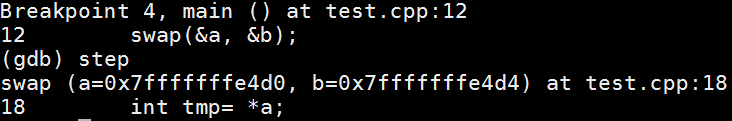 Breakpoint 4, main () at test.cpp:12
12        swap(&a, &b);
(gdb) step
swap (a=0x7fffffffe4d0, b=0x7fffffffe4d4) at test.cpp:18
18        int tmp= *a;